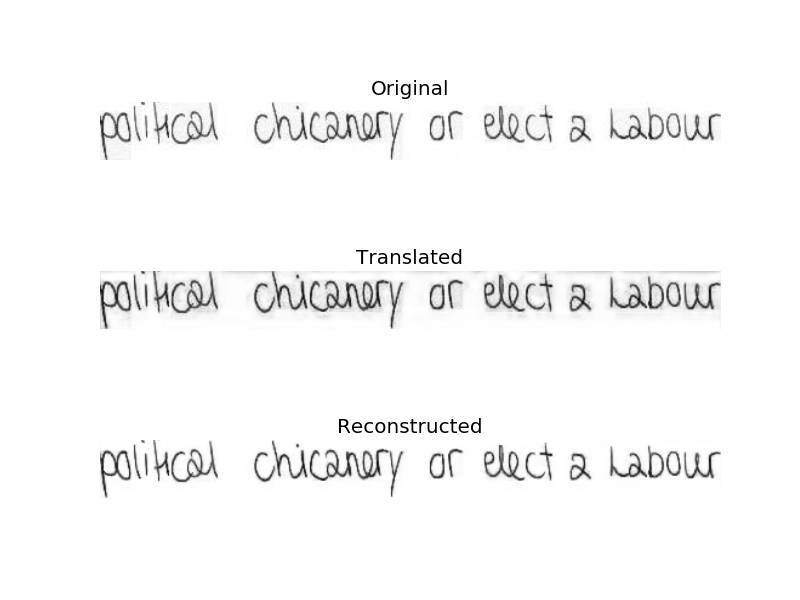 Original
political chicanery or elect a Labour
Translated
political chicanery or elect a Labour
Reconstructed
political chicanery or elect a Labour